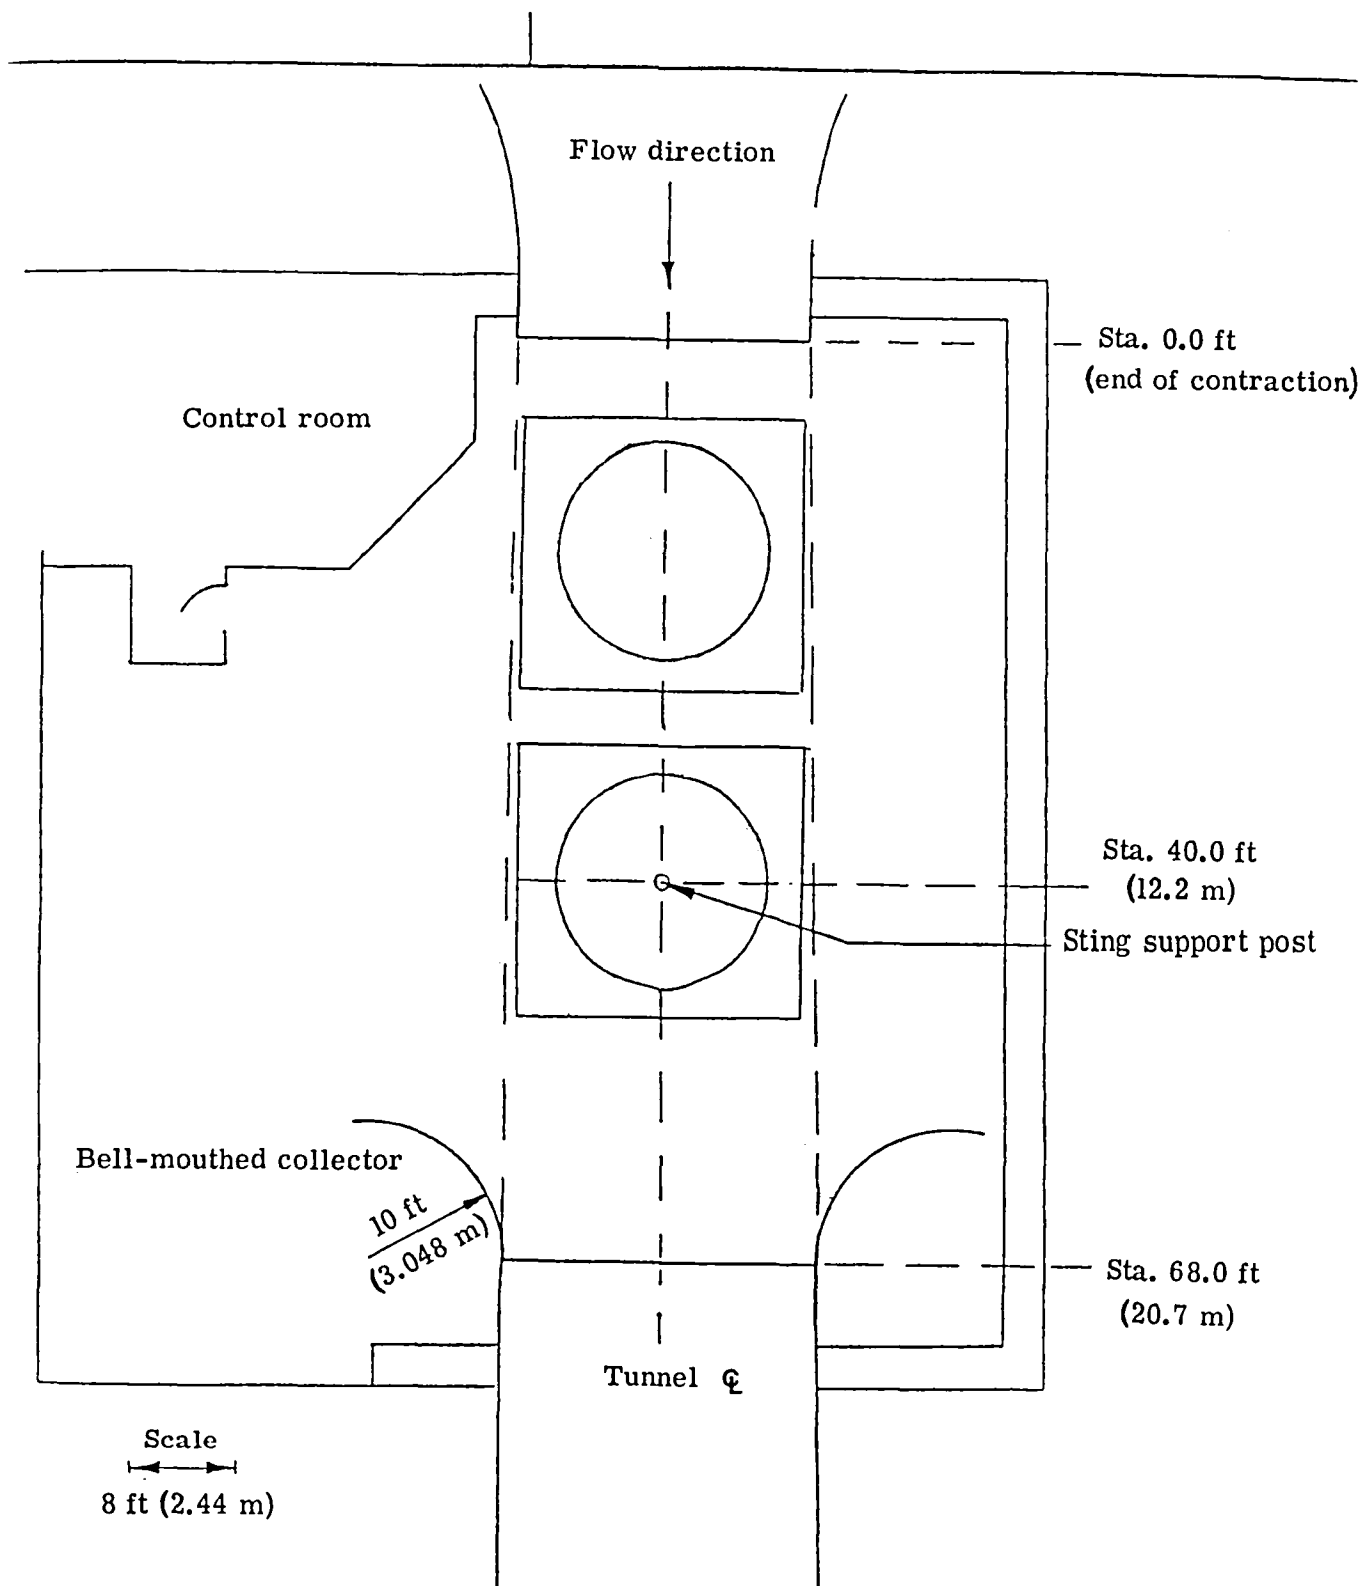 Flow direction
Sta. 0.0 ft
(end of contraction)
Control room
Sta. 40.0 ft
(12.2 m)
Sting support post
Bell-mouthed collector
10 ft
(3.048 m)
Sta. 68.0 ft
(20.7 m)
Tunnel ℄
Scale
8 ft (2.44 m)